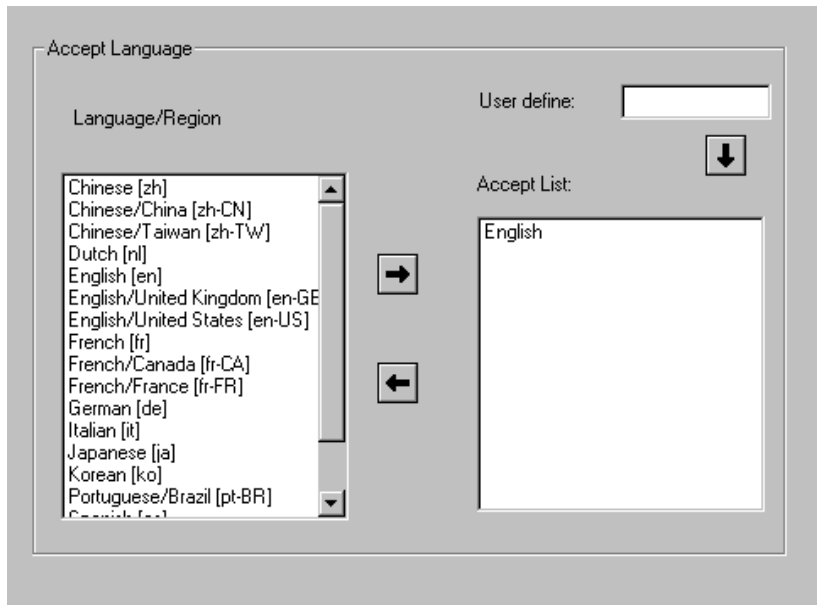 Accept Language
Language/Region
Chinese [zh]
Chinese/China [zh-CN]
Chinese/Taiwan [zh-TW]
Dutch [nl]
English [en]
English/United Kingdom [en-GB
English/United States [en-US]
French [fr]
French/Canada [fr-CA]
French/France [fr-FR]
German [de]
Italian [it]
Japanese [ja]
Korean [ko]
Portuguese/Brazil [pt-BR]
User define:
Accept List:
English